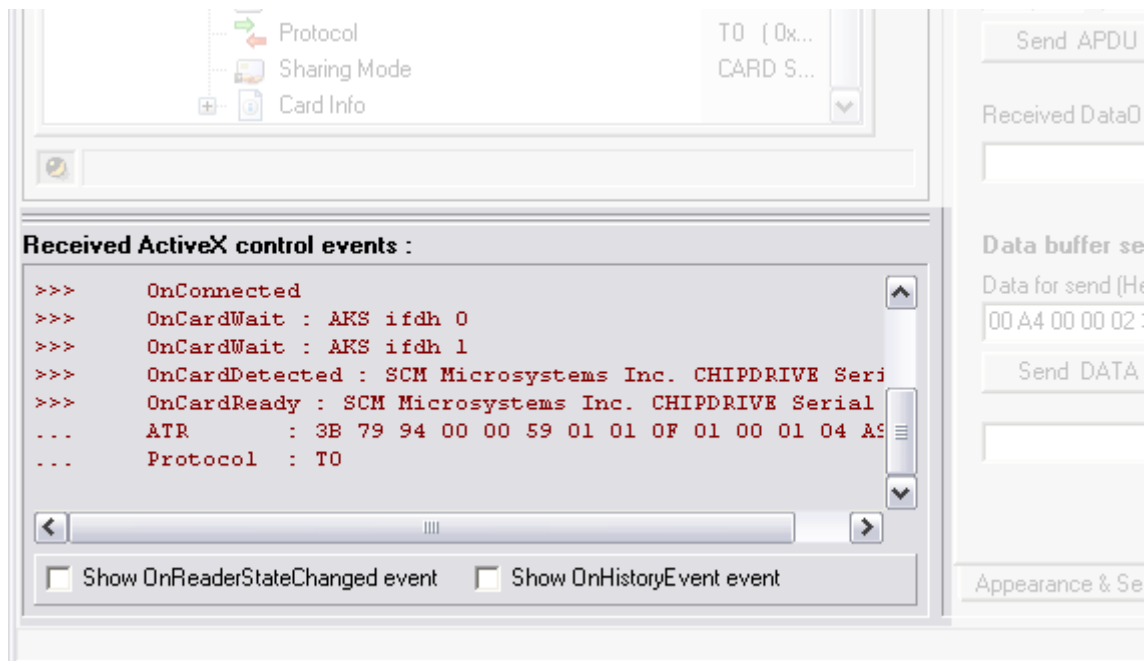 Protocol T0 ( 0x...
Sharing Mode CARD S...
Card Info
Received ActiveX control events :
>>> OnConnected
>>> OnCardWait : AKS ifdh 0
>>> OnCardWait : AKS ifdh 1
>>> OnCardDetected : SCM Microsystems Inc. CHIPDRIVE Seri
>>> OnCardReady : SCM Microsystems Inc. CHIPDRIVE Serial
... ATR : 3B 79 94 00 00 59 01 01 0F 01 00 01 04 A9
... Protocol : T0
Show OnReaderStateChanged event Show OnHistoryEvent event
Send APDU
Received DataO
Data buffer se
Data for send (He
00 A4 00 00 02
Send DATA
Appearance & Se